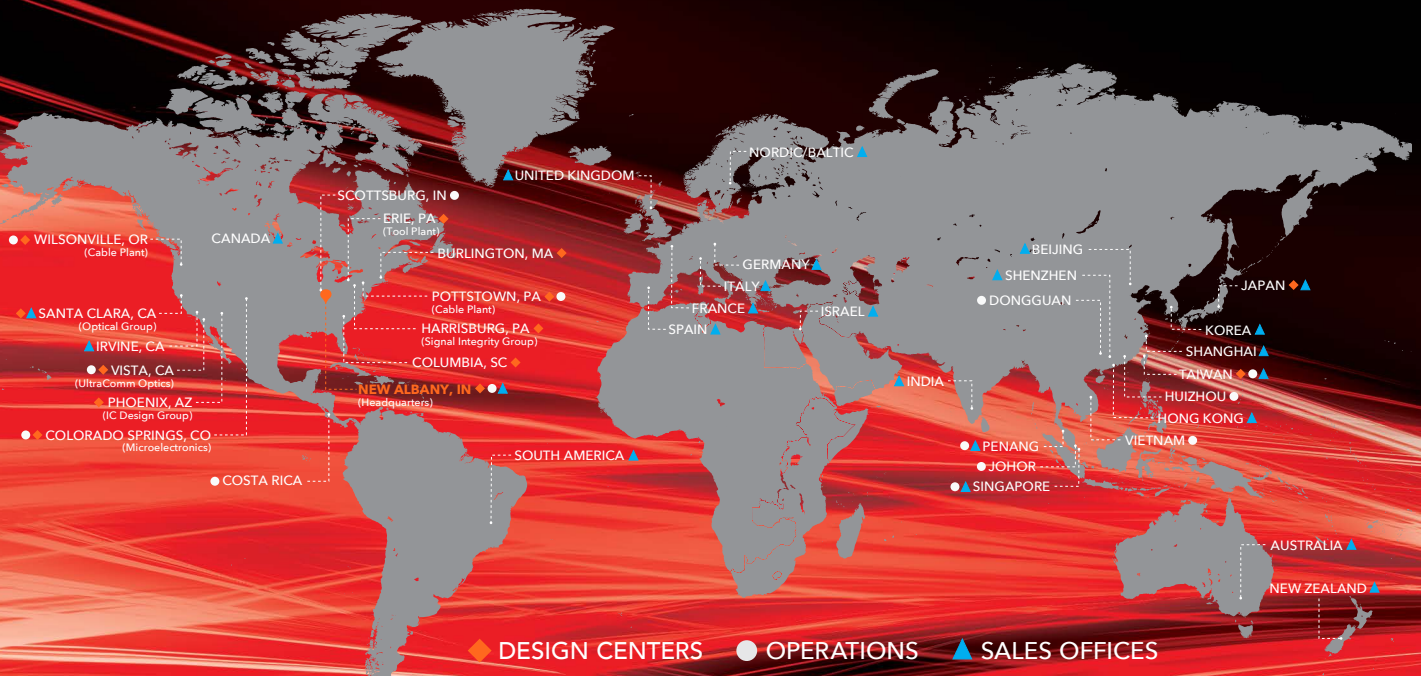 NORDIC/BALTIC
UNITED KINGDOM
SCOTTSBURG, IN
ERIE, PA
(Tool Plant)
WILSONVILLE, OR
(Cable Plant)
CANADA
BURLINGTON, MA
BEIJING
GERMANY
SHENZHEN
ITALY
JAPAN
POTTSTOWN, PA
(Cable Plant)
DONGGUAN
SANTA CLARA, CA
(Optical Group)
FRANCE
ISRAEL
HARRISBURG, PA
(Signal Integrity Group)
SPAIN
KOREA
IRVINE, CA
SHANGHAI
COLUMBIA, SC
VISTA, CA
(UltraComm Optics)
TAIWAN
INDIA
NEW ALBANY, IN
(Headquarters)
HUIZHOU
PHOENIX, AZ
(IC Design Group)
HONG KONG
COLORADO SPRINGS, CO
(Microelectronics)
VIETNAM
PENANG
SOUTH AMERICA
JOHOR
COSTA RICA
SINGAPORE
AUSTRALIA
NEW ZEALAND
DESIGN CENTERS
OPERATIONS
SALES OFFICES